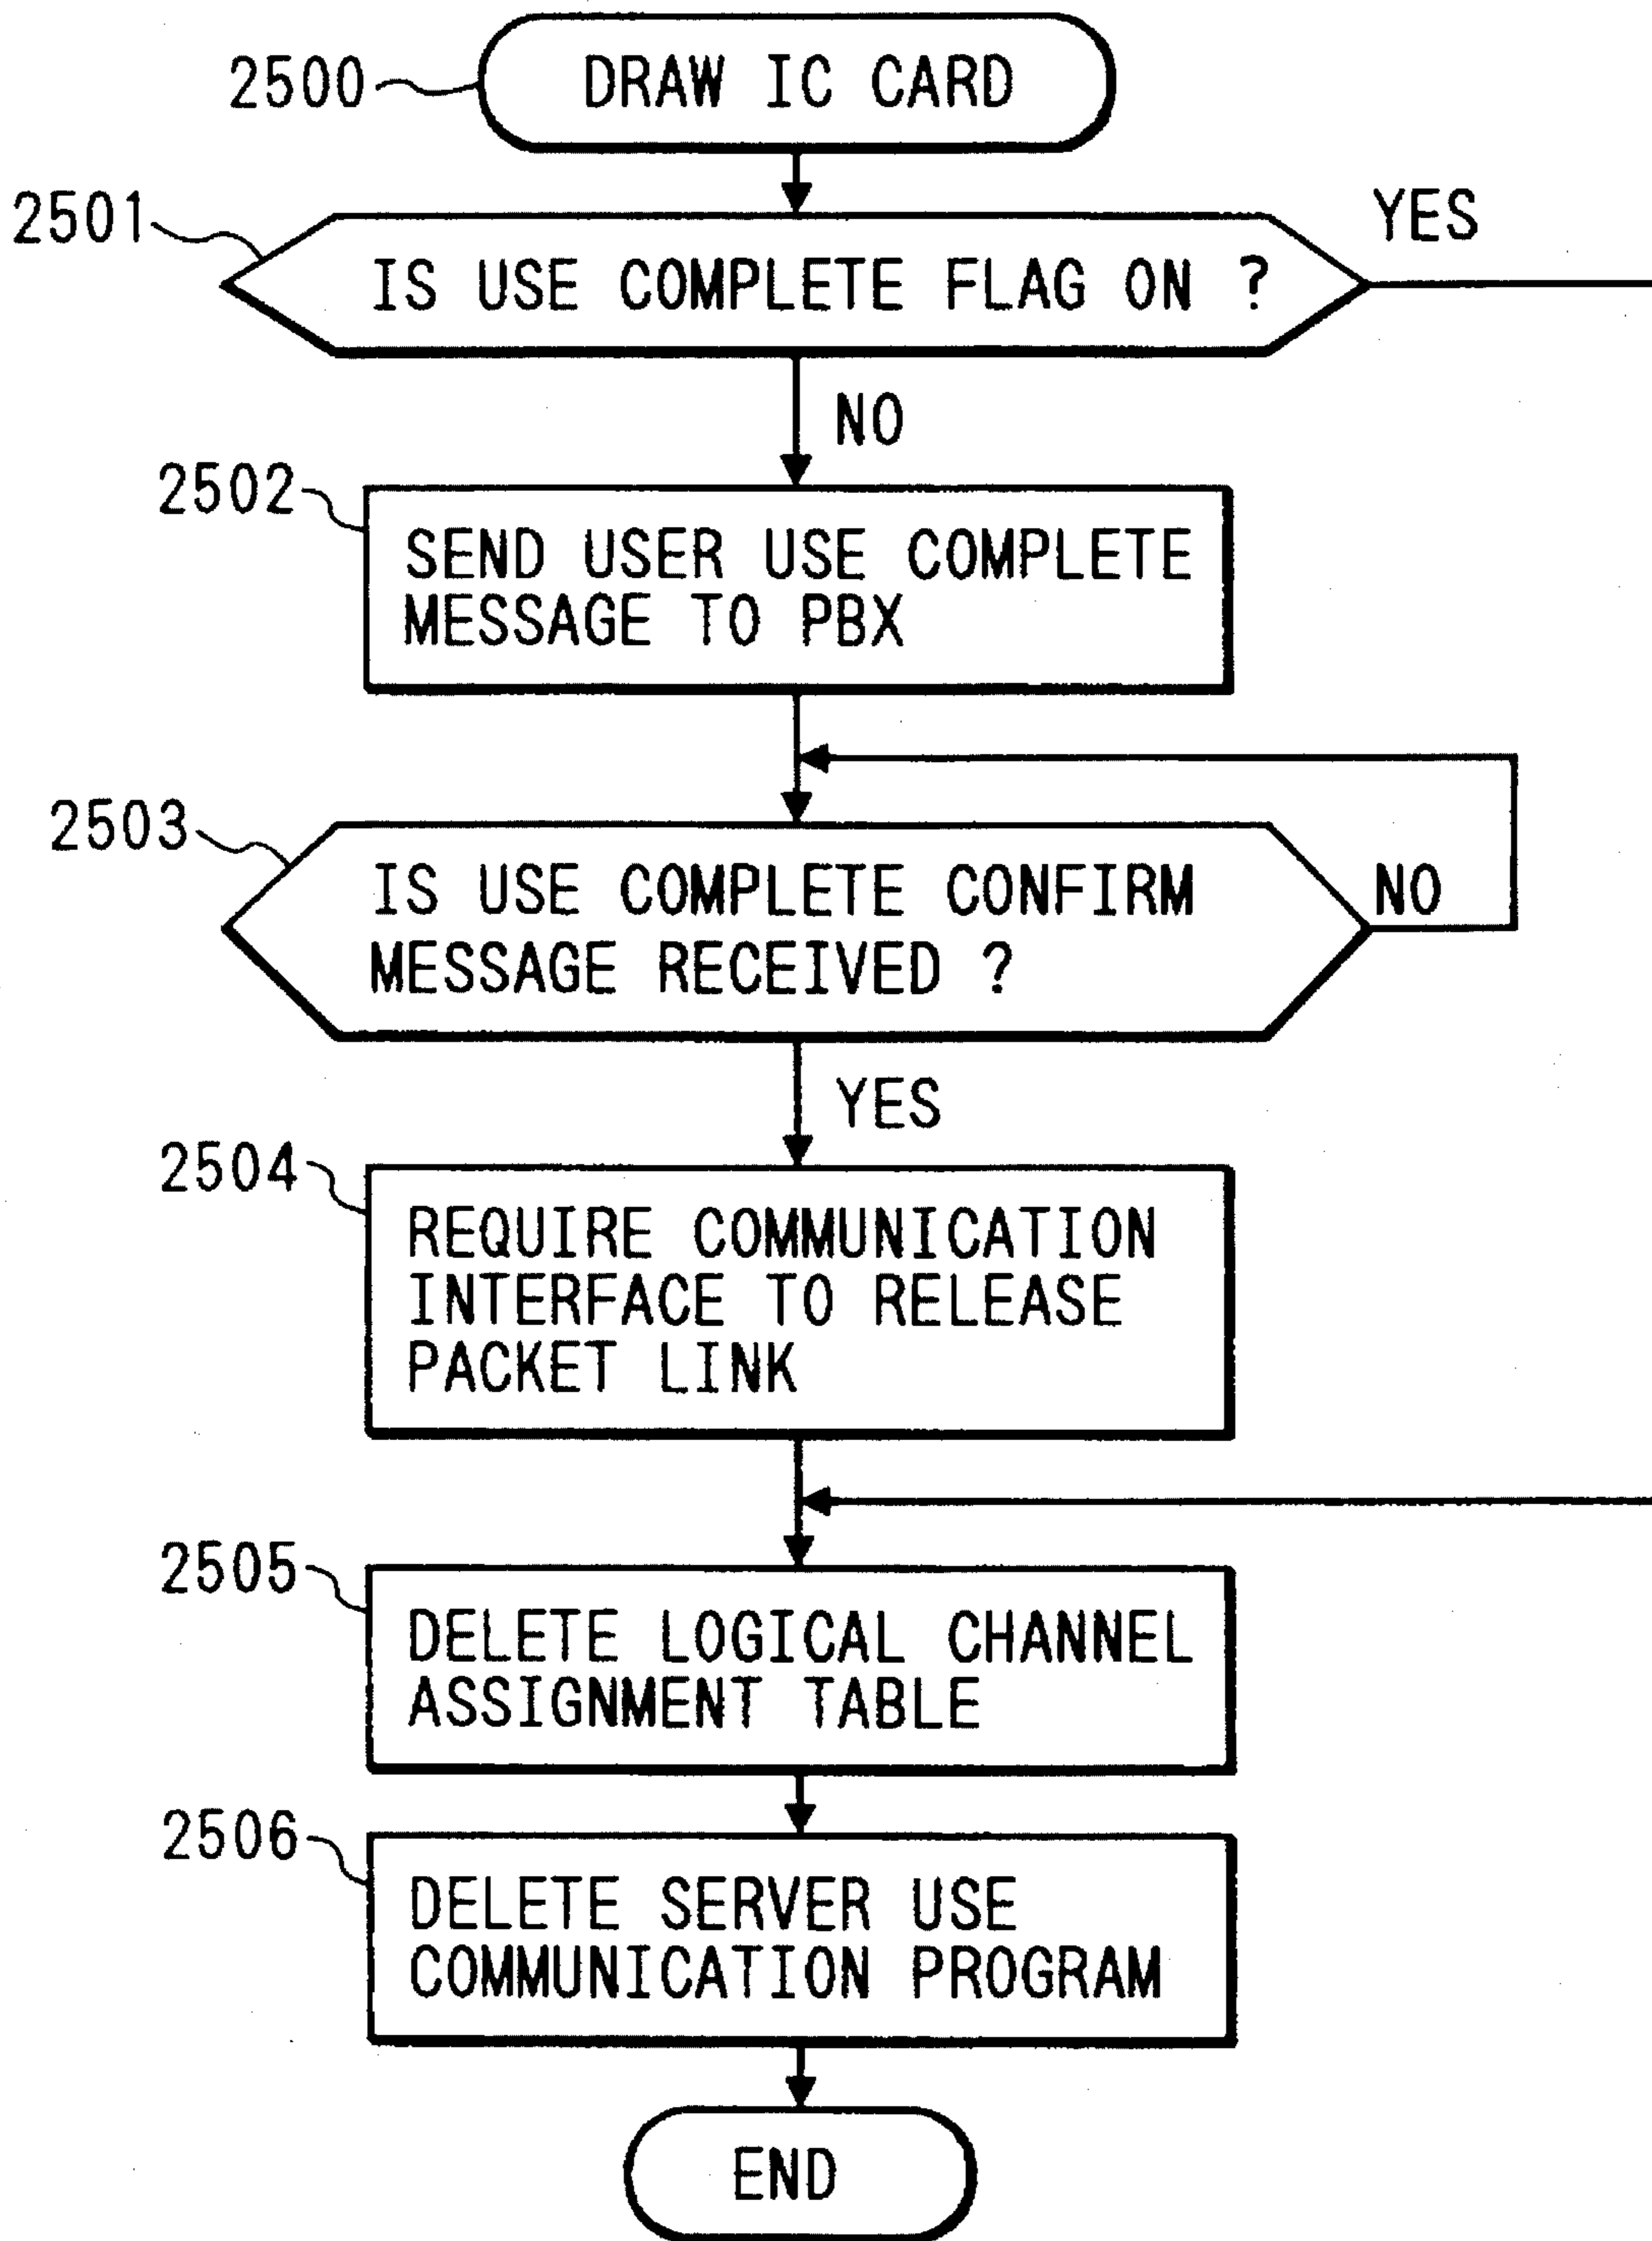 2500
DRAW IC CARD
2501
YES
IS USE COMPLETE FLAG ON ?
NO
2502
SEND USER USE COMPLETE
MESSAGE TO PBX
2503
IS USE COMPLETE CONFIRM
MESSAGE RECEIVED ?
NO
YES
2504
REQUIRE COMMUNICATION
INTERFACE TO RELEASE
PACKET LINK
2505
DELETE LOGICAL CHANNEL
ASSIGNMENT TABLE
2506
DELETE SERVER USE
COMMUNICATION PROGRAM
END